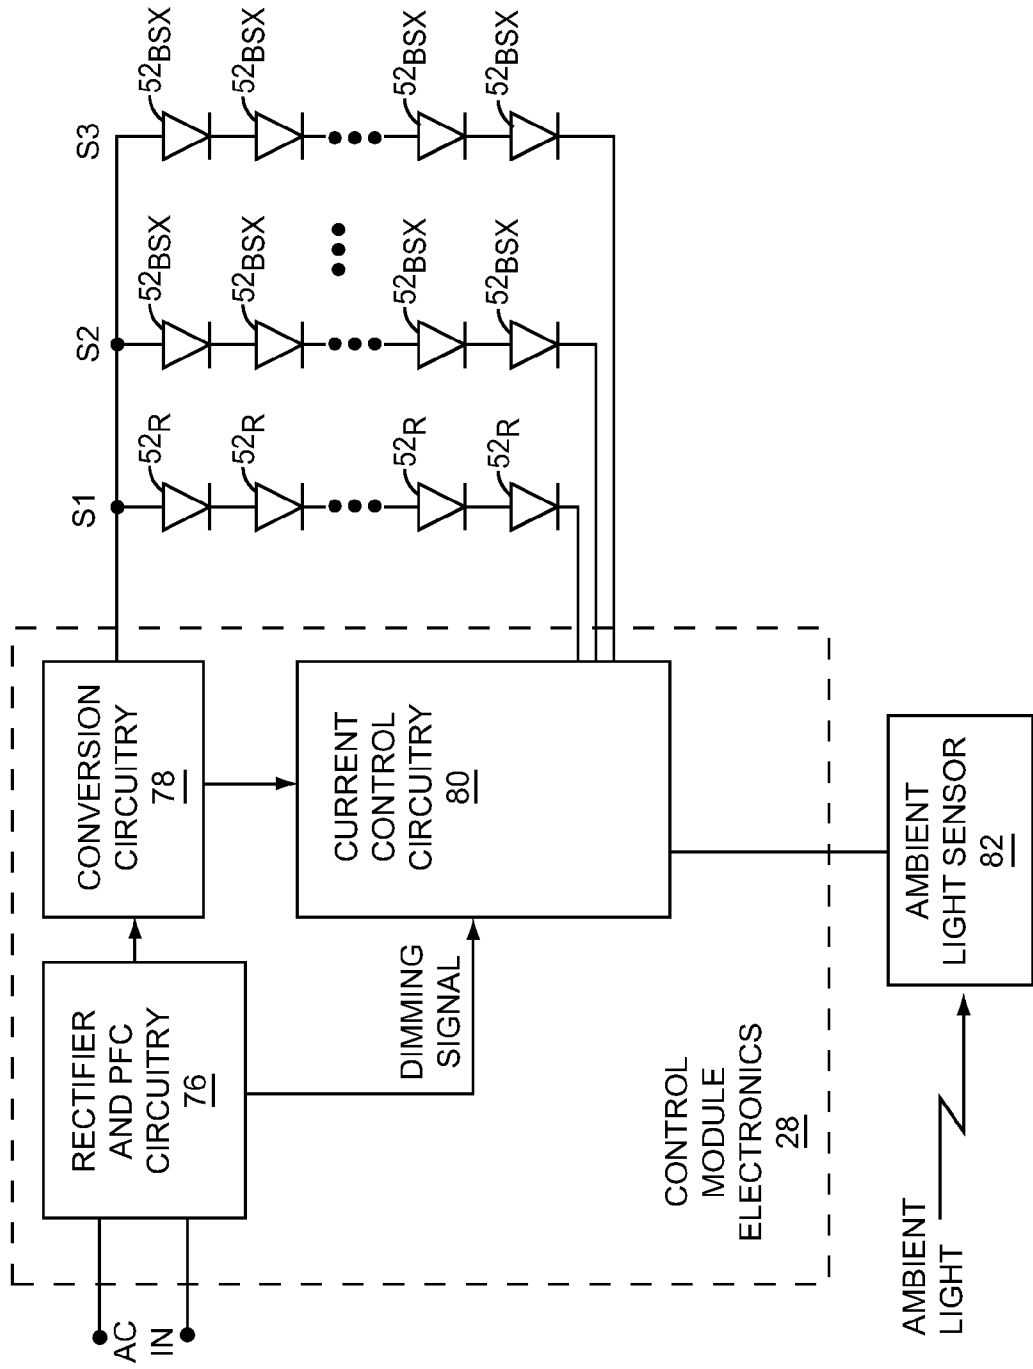 S1
S2
S3
52R
52R
52R
52R
52BSX
52BSX
52BSX
52BSX
52BSX
52BSX
52BSX
52BSX
AC
IN
RECTIFIER
AND PFC
CIRCUITRY
76
CONVERSION
CIRCUITRY
78
DIMMING
SIGNAL
CURRENT
CONTROL
CIRCUITRY
80
CONTROL
MODULE
ELECTRONICS
28
AMBIENT
LIGHT
AMBIENT
LIGHT SENSOR
82